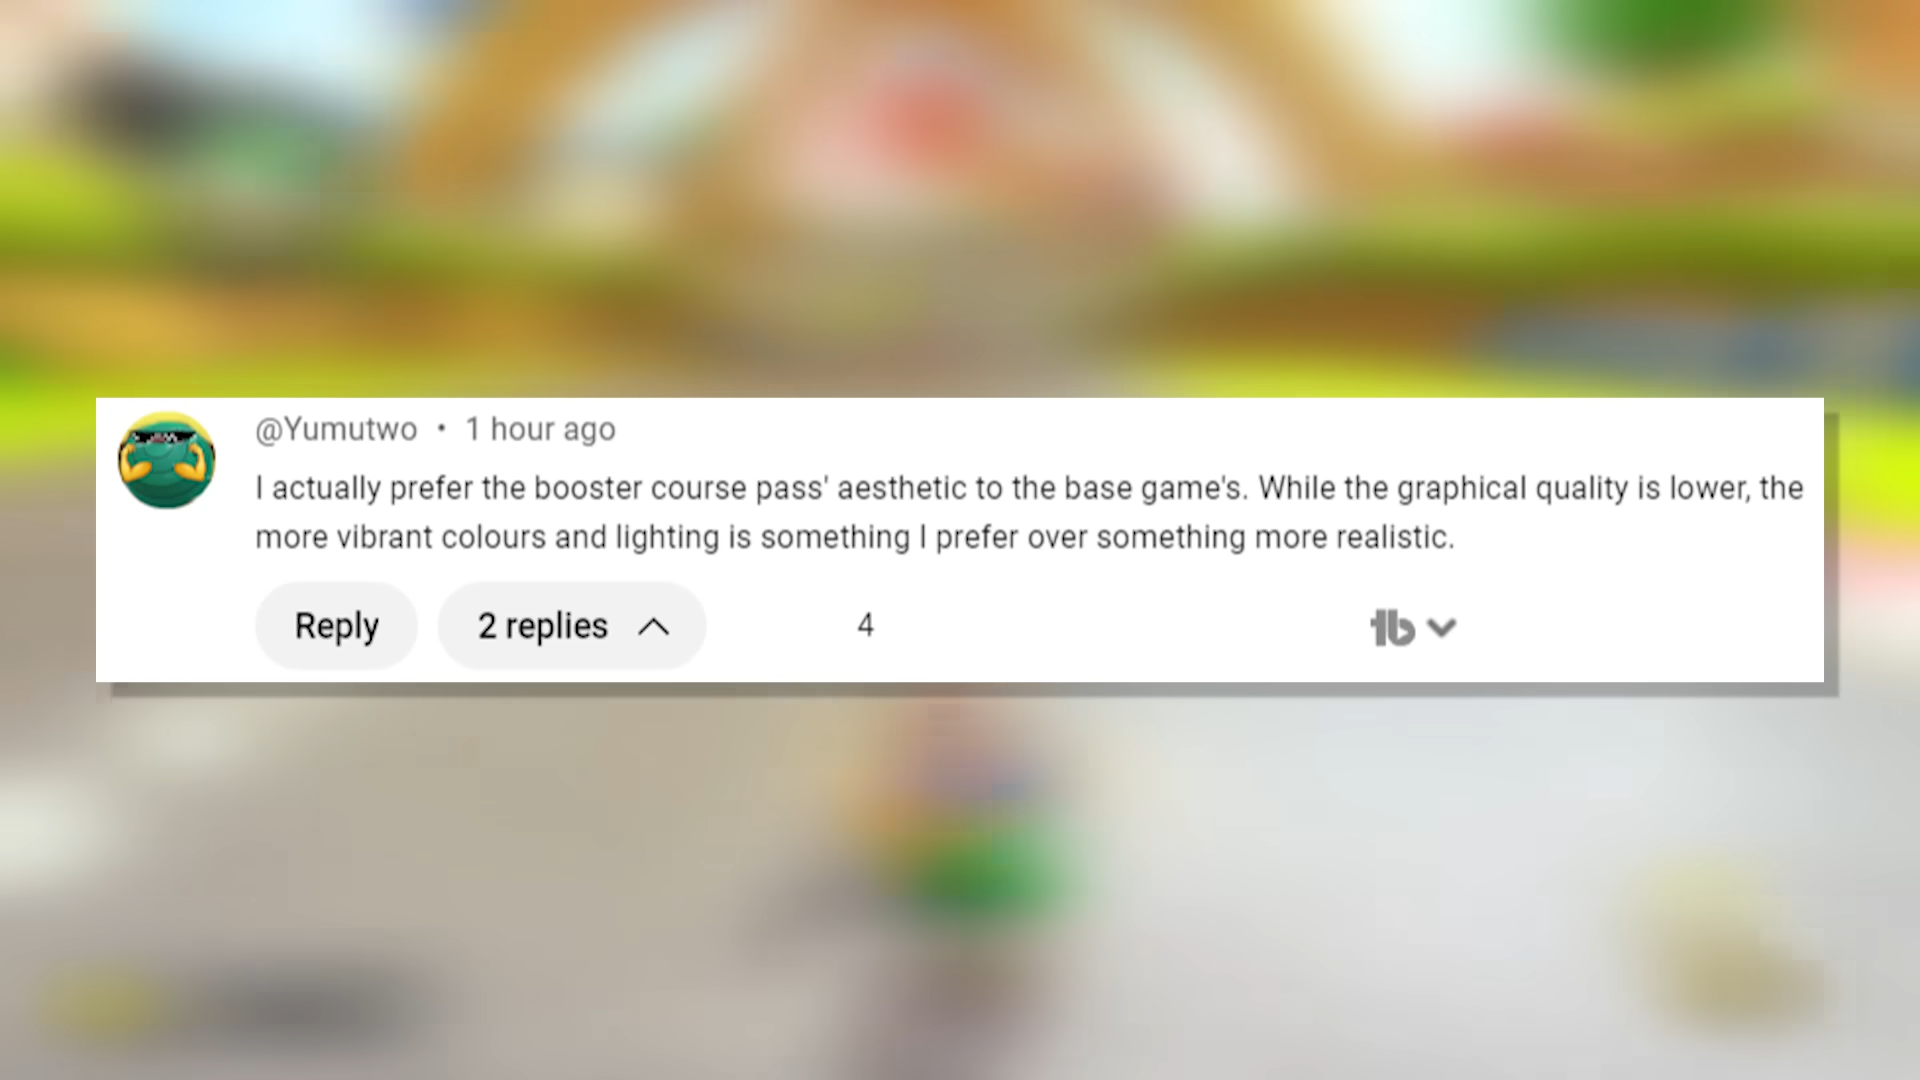 @Yumutwo • 1 hour ago
I actually prefer the booster course pass' aesthetic to the base game's. While the graphical quality is lower, the
more vibrant colours and lighting is something I prefer over something more realistic.
Reply 2 replies 4 tb